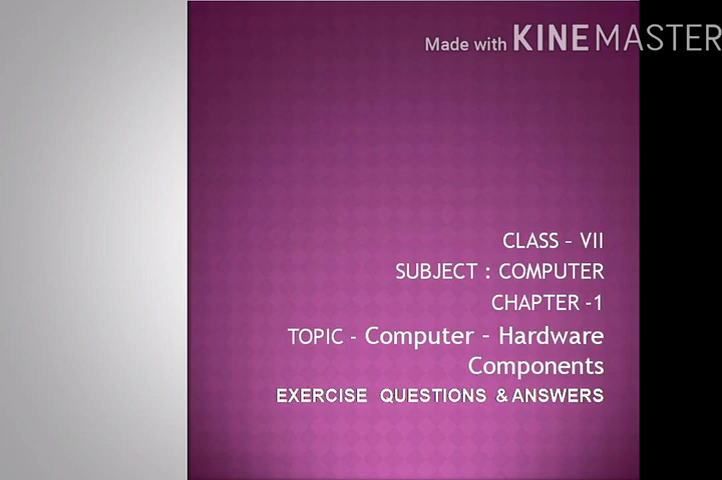 Made with KINEMASTER
CLASS – VII
SUBJECT : COMPUTER
CHAPTER -1
TOPIC - Computer – Hardware
Components
EXERCISE QUESTIONS & ANSWERS